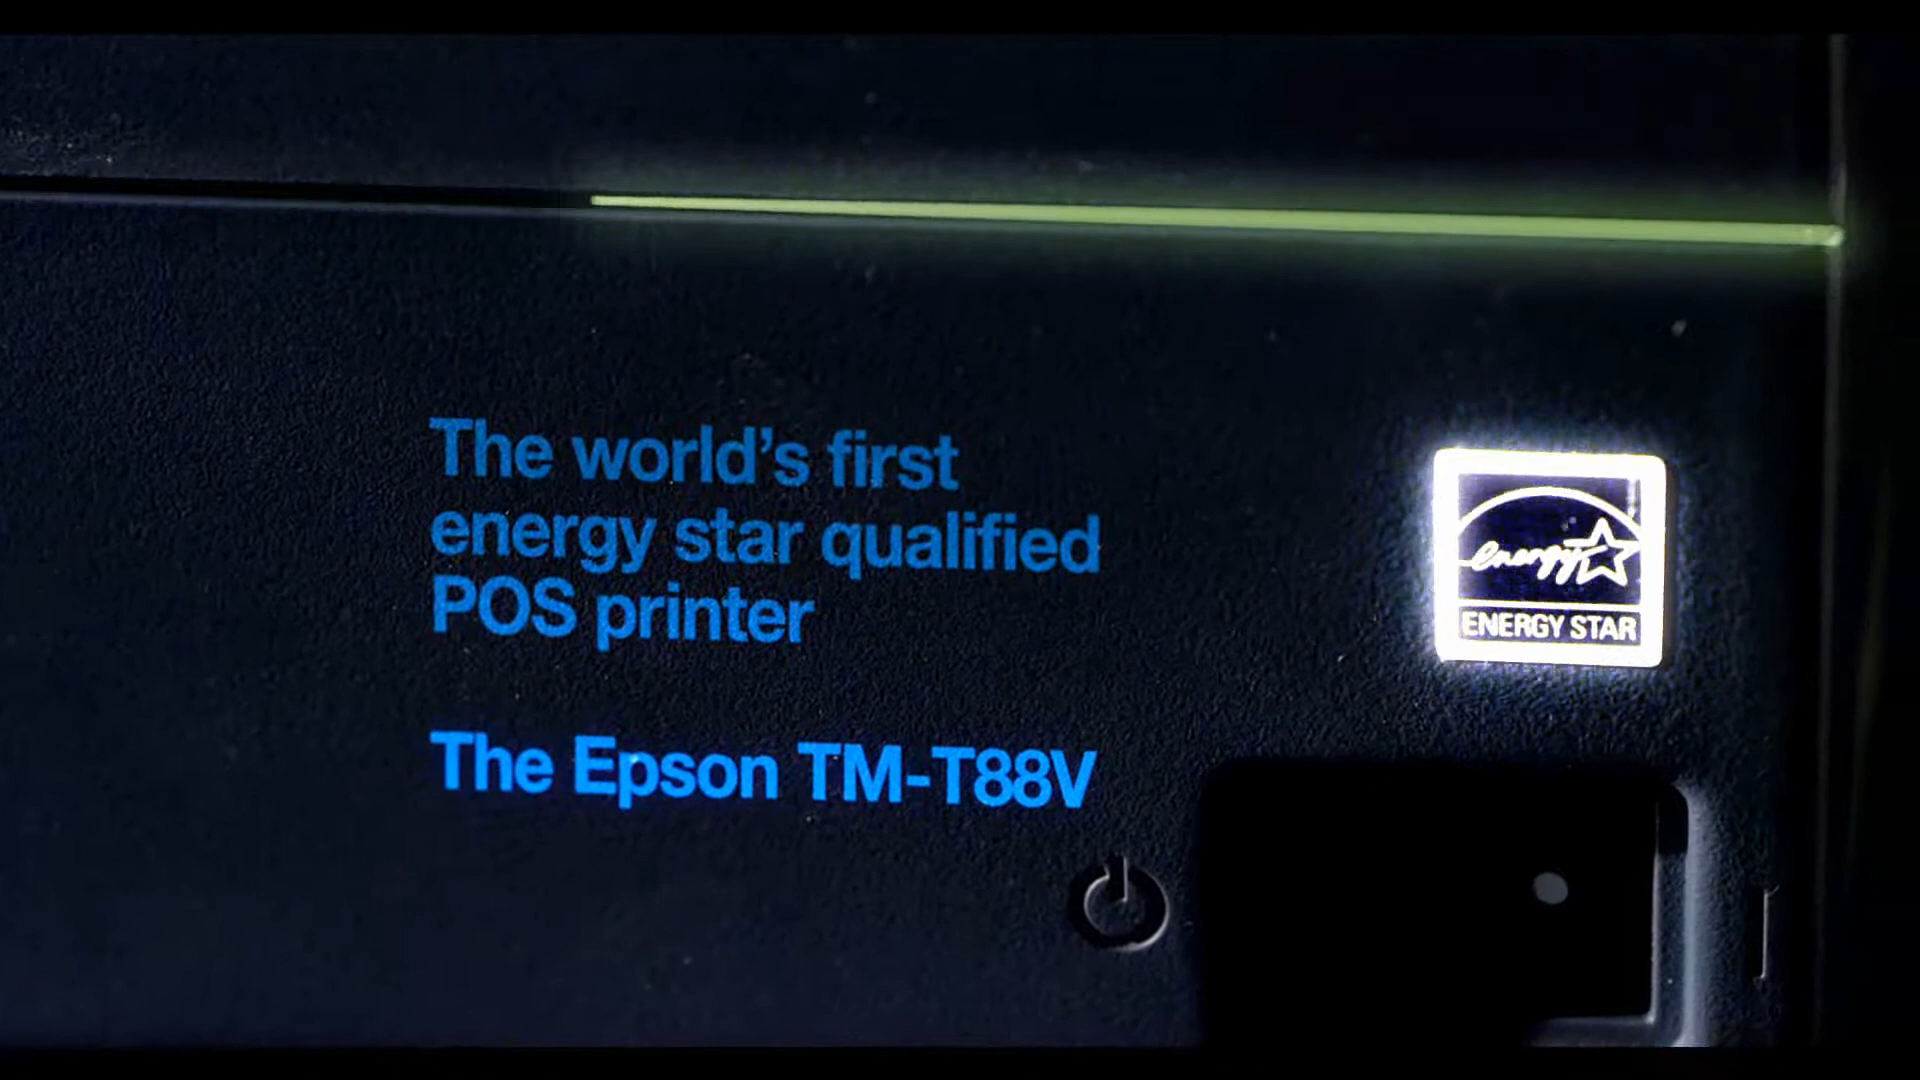 The world's first
energy star qualified
POS printer
The Epson TM-T88V
energy
ENERGY STAR